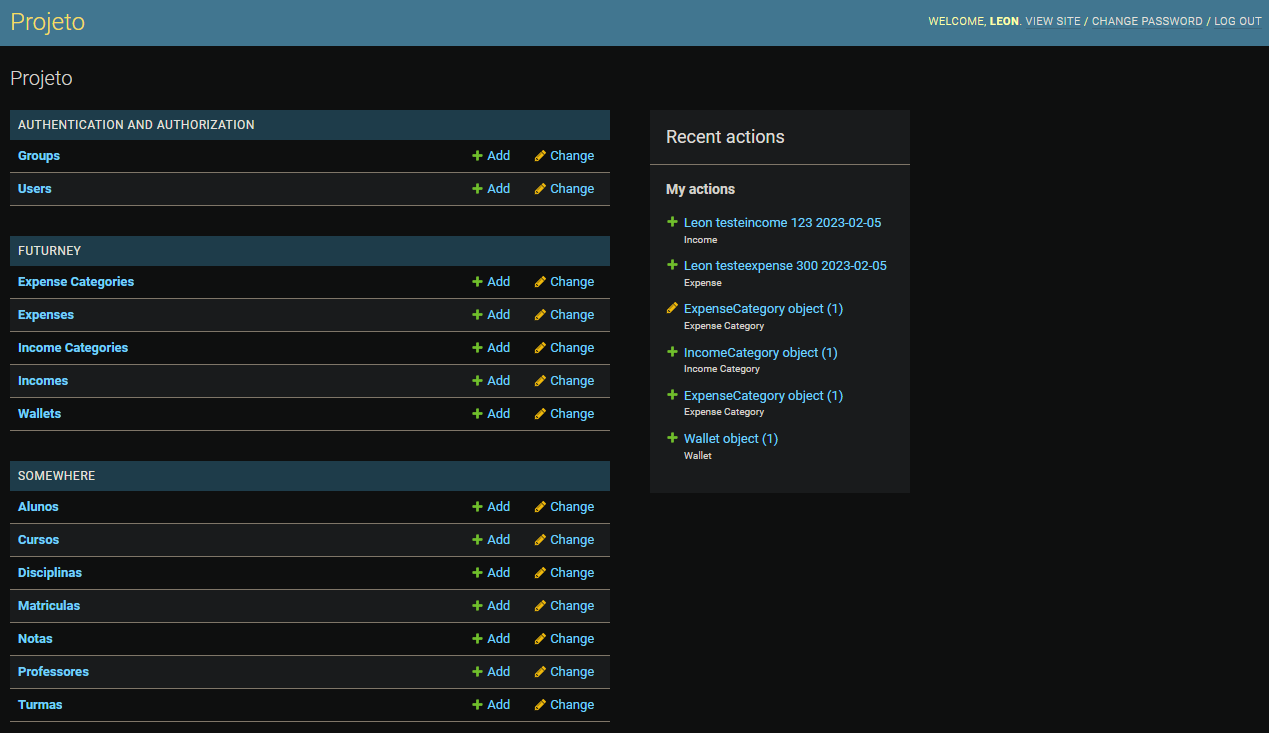 Projeto
WELCOME, LEON. VIEW SITE / CHANGE PASSWORD / LOG OUT
Projeto
AUTHENTICATION AND AUTHORIZATION
Groups Add Change
Users Add Change
FUTURNEY
Expense Categories Add Change
Expenses Add Change
Income Categories Add Change
Incomes Add Change
Wallets Add Change
SOMEWHERE
Alunos Add Change
Cursos Add Change
Disciplinas Add Change
Matriculas Add Change
Notas Add Change
Professores Add Change
Turmas Add Change
Recent actions
My actions
Leon testeincome 123 2023-02-05
Income
Leon testeexpense 300 2023-02-05
Expense
ExpenseCategory object (1)
Expense Category
IncomeCategory object (1)
Income Category
ExpenseCategory object (1)
Expense Category
Wallet object (1)
Wallet